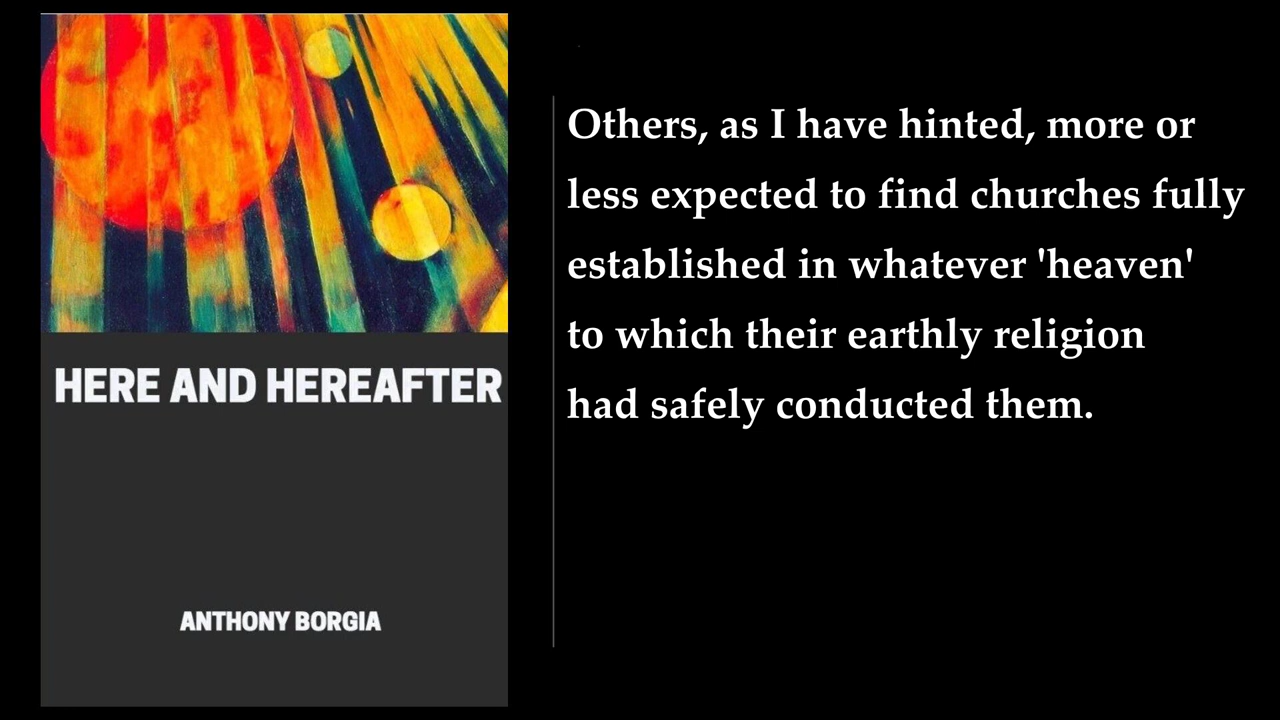 HERE AND HEREAFTER
ANTHONY BORGIA
Others, as I have hinted, more or
less expected to find churches fully
established in whatever 'heaven'
to which their earthly religion
had safely conducted them.